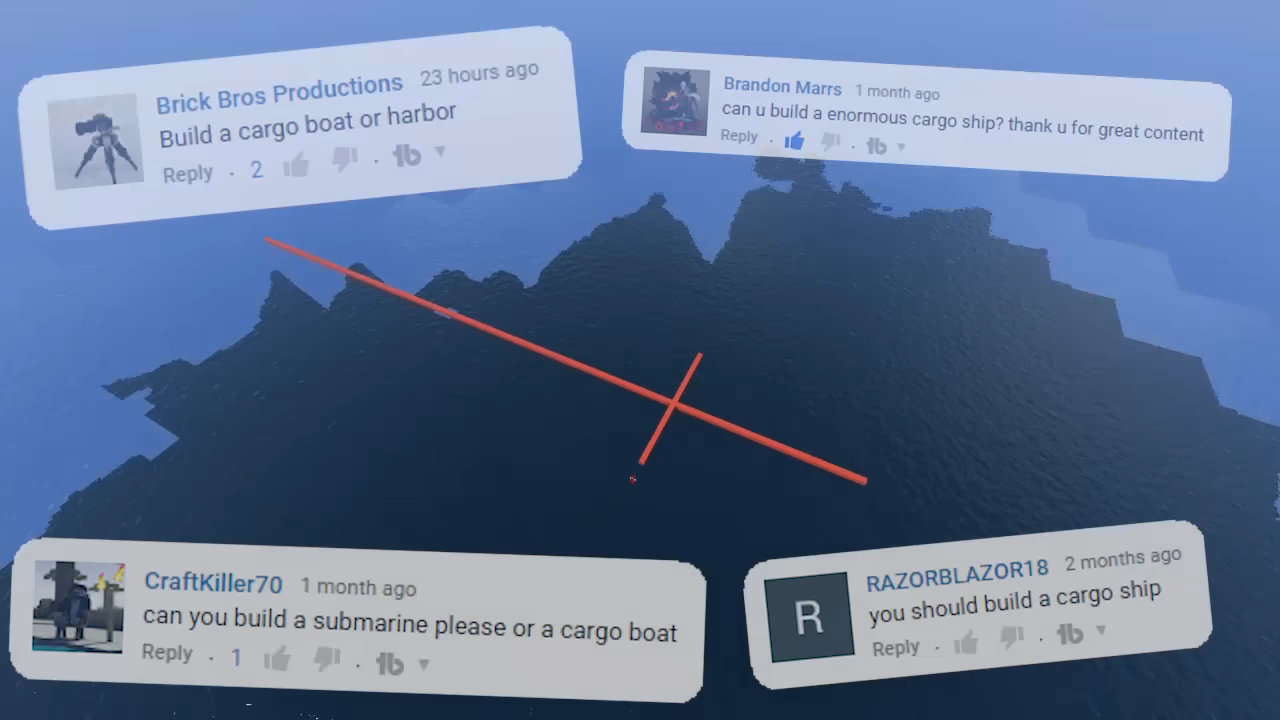 Brick Bros Productions 23 hours ago
Build a cargo boat or harbor
Reply · 2
Brandon Marrs 1 month ago
can u build a enormous cargo ship? thank u for great content
Reply
CraftKiller70 1 month ago
can you build a submarine please or a cargo boat
Reply · 1
R
RAZORBLAZOR18 2 months ago
you should build a cargo ship
Reply